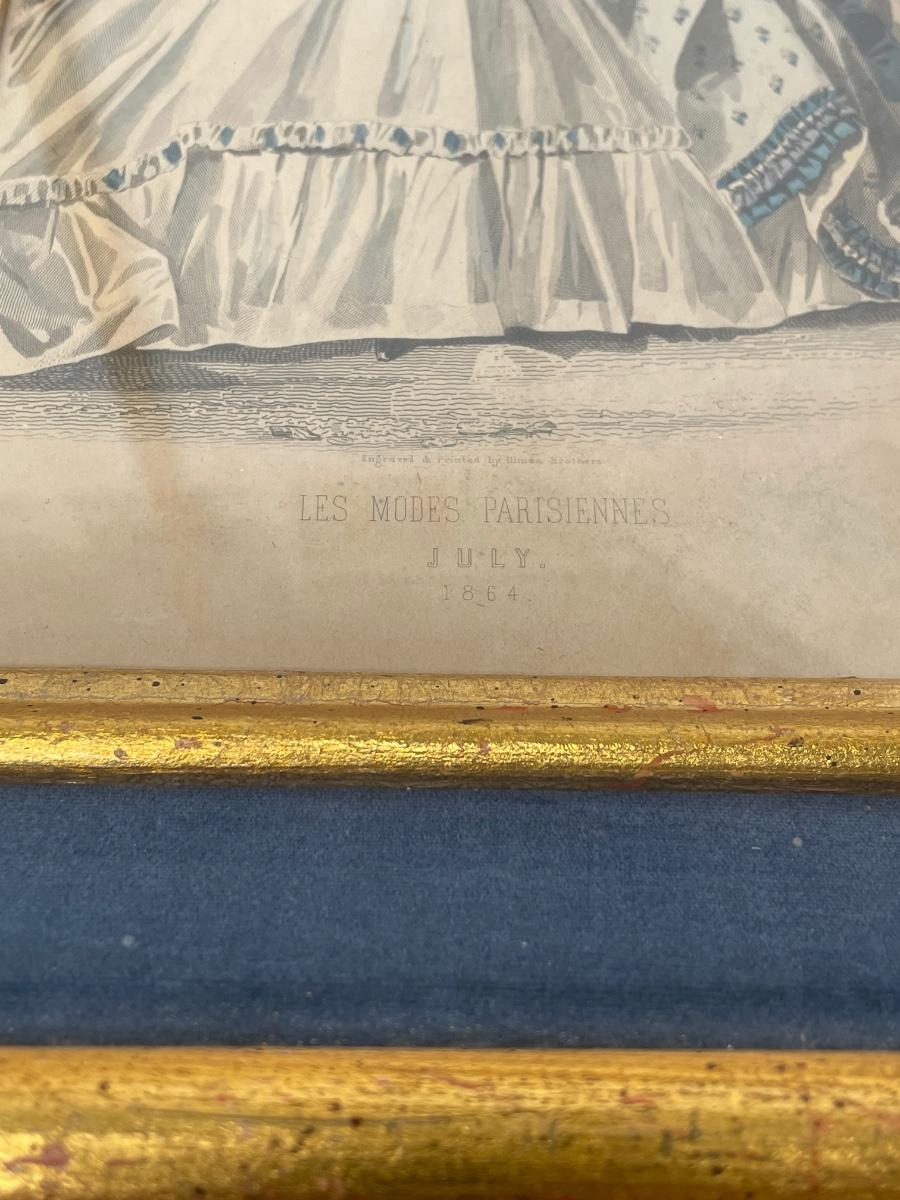 Engraved & Printed by Illman Brothers
LES MODES PARISIENNES
JULY.
1864.